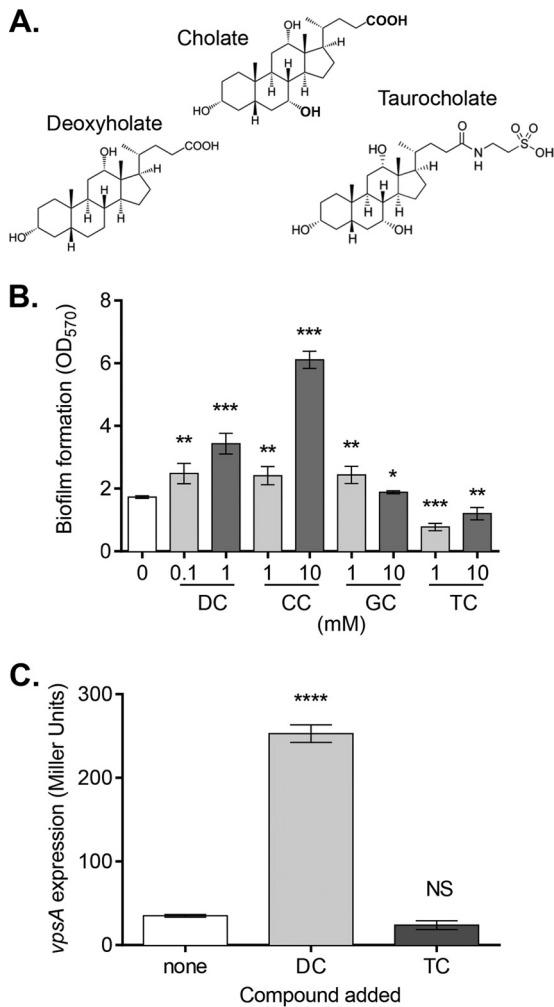 A.
Cholate
OH
COOH
H
H
H
H
HO
OH
H
Deoxyholate
OH
COOH
H
H
H
H
HO
H
Taurocholate
O
O
O
S
OH
N
H
OH
H
H
H
H
HO
OH
H
B.
Biofilm formation (OD570)
8
6
4
2
0
**
***
**
***
**
*
***
**
0 0.1 1 1 10 1 10 1 10
DC CC GC TC
(mM)
C.
vpsA expression (Miller Units)
300
200
100
0
****
NS
none DC TC
Compound added